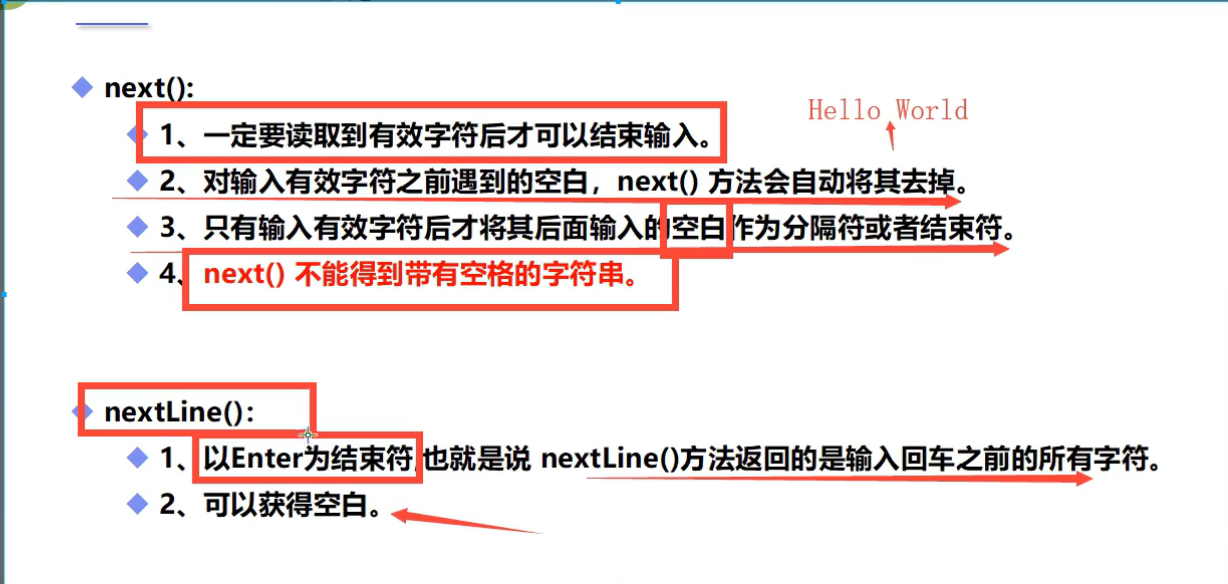 next():
1、一定要读取到有效字符后才可以结束输入。
Hello World
2、对输入有效字符之前遇到的空白，next() 方法会自动将其去掉。
3、只有输入有效字符后才将其后面输入的空白作为分隔符或者结束符。
4、next() 不能得到带有空格的字符串。
nextLine():
1、以Enter为结束符,也就是说 nextLine()方法返回的是输入回车之前的所有字符。
2、可以获得空白。